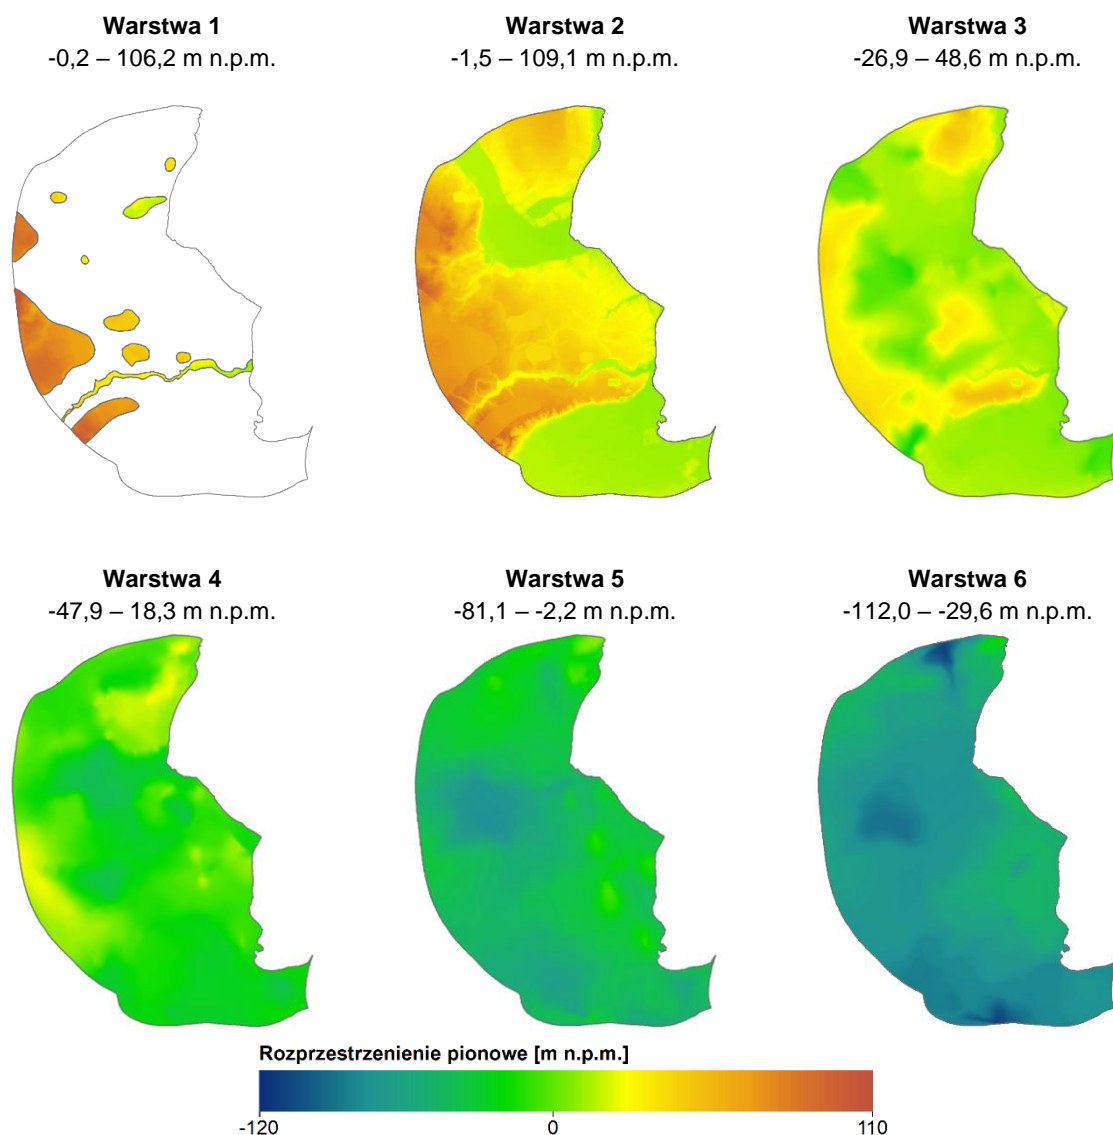 Warstwa 1
-0,2 – 106,2 m n.p.m.
Warstwa 2
-1,5 – 109,1 m n.p.m.
Warstwa 3
-26,9 – 48,6 m n.p.m.
Warstwa 4
-47,9 – 18,3 m n.p.m.
Warstwa 5
-81,1 – -2,2 m n.p.m.
Warstwa 6
-112,0 – -29,6 m n.p.m.
Rozprzestrzenienie pionowe [m n.p.m.]
-120 0 110